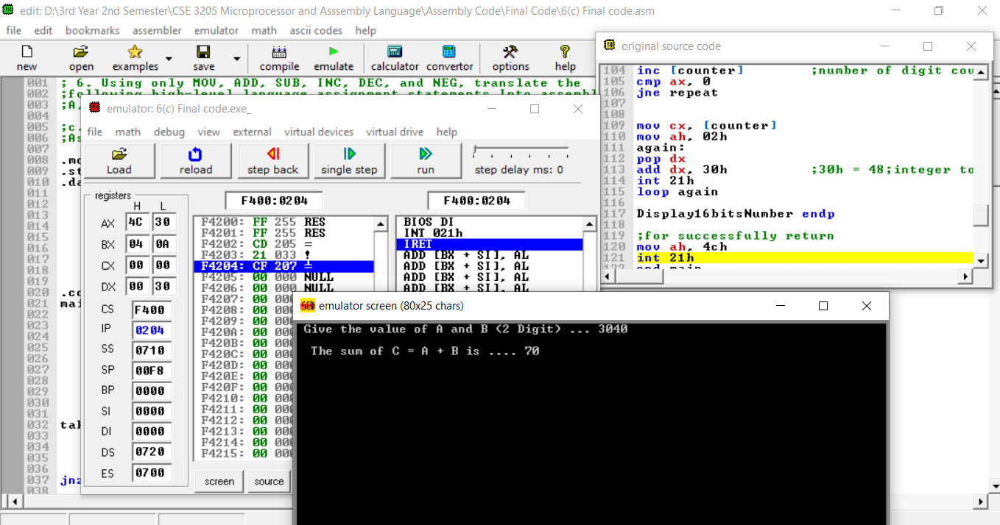 edit: D:\3rd Year 2nd Semester\CSE 3205 Microprocessor and Asssembly Language\Assembly Code\Final Code\6(c) Final code.asm
file edit bookmarks assembler emulator math ascii codes help
new open examples save compile emulate calculator convertor options help
001 ; 6. Using only MOV, ADD, SUB, INC, DEC, and NEG, translate the
002 ;following high-level language assignment statements Into assembl
003 ;A,
004
005 ;c.
006 ;As
007
008 .mo
009 .st
010 .da
011
012
013
014
015
016
017
018
019
020 .co
021 mai
022
023
024
025
026
027
028
029
030
031
032 tak
033
034
035
036
037 jnz
038
emulator: 6(c) Final code.exe_
file math debug view external virtual devices virtual drive help
Load reload step back single step run step delay ms: 0
registers
H L
AX 4C 30
BX 04 0A
CX 00 00
DX 00 30
CS F400
IP 0204
SS 0710
SP 00F8
BP 0000
SI 0000
DI 0000
DS 0720
ES 0700
F400:0204
F4200: FF 255 RES
F4201: FF 255 RES
F4202: CD 205 =
F4203: 21 033 !
F4204: CF 207 ╧
F4205: 00 000 NULL
F4206: 00 000 NULL
F4207: 00 000
F4208: 00 000
F4209: 00 000
F420A: 00 000
F420B: 00 000
F420C: 00 000
F420D: 00 000
F420E: 00 000
F420F: 00 000
F4210: 00 000
F4211: 00 000
F4212: 00 000
F4213: 00 000
F4214: 00 000
F4215: 00 000
F400:0204
BIOS DI
INT 021h
IRET
ADD [BX + SI], AL
ADD [BX + SI], AL
ADD [BX + SI], AL
ADD [BX + SI], AL
screen source
original source code
104 inc [counter] ;number of digit cou
105 cmp ax, 0
106 jne repeat
107
108
109 mov cx, [counter]
110 mov ah, 02h
111 again:
112 pop dx
113 add dx, 30h ;30h = 48;integer to
114 int 21h
115 loop again
116
117 Display16bitsNumber endp
118
119 ;for successfully return
120 mov ah, 4ch
121 int 21h
122 end main
emulator screen (80x25 chars)
Give the value of A and B (2 Digit) ... 3040
The sum of C = A + B is .... 70